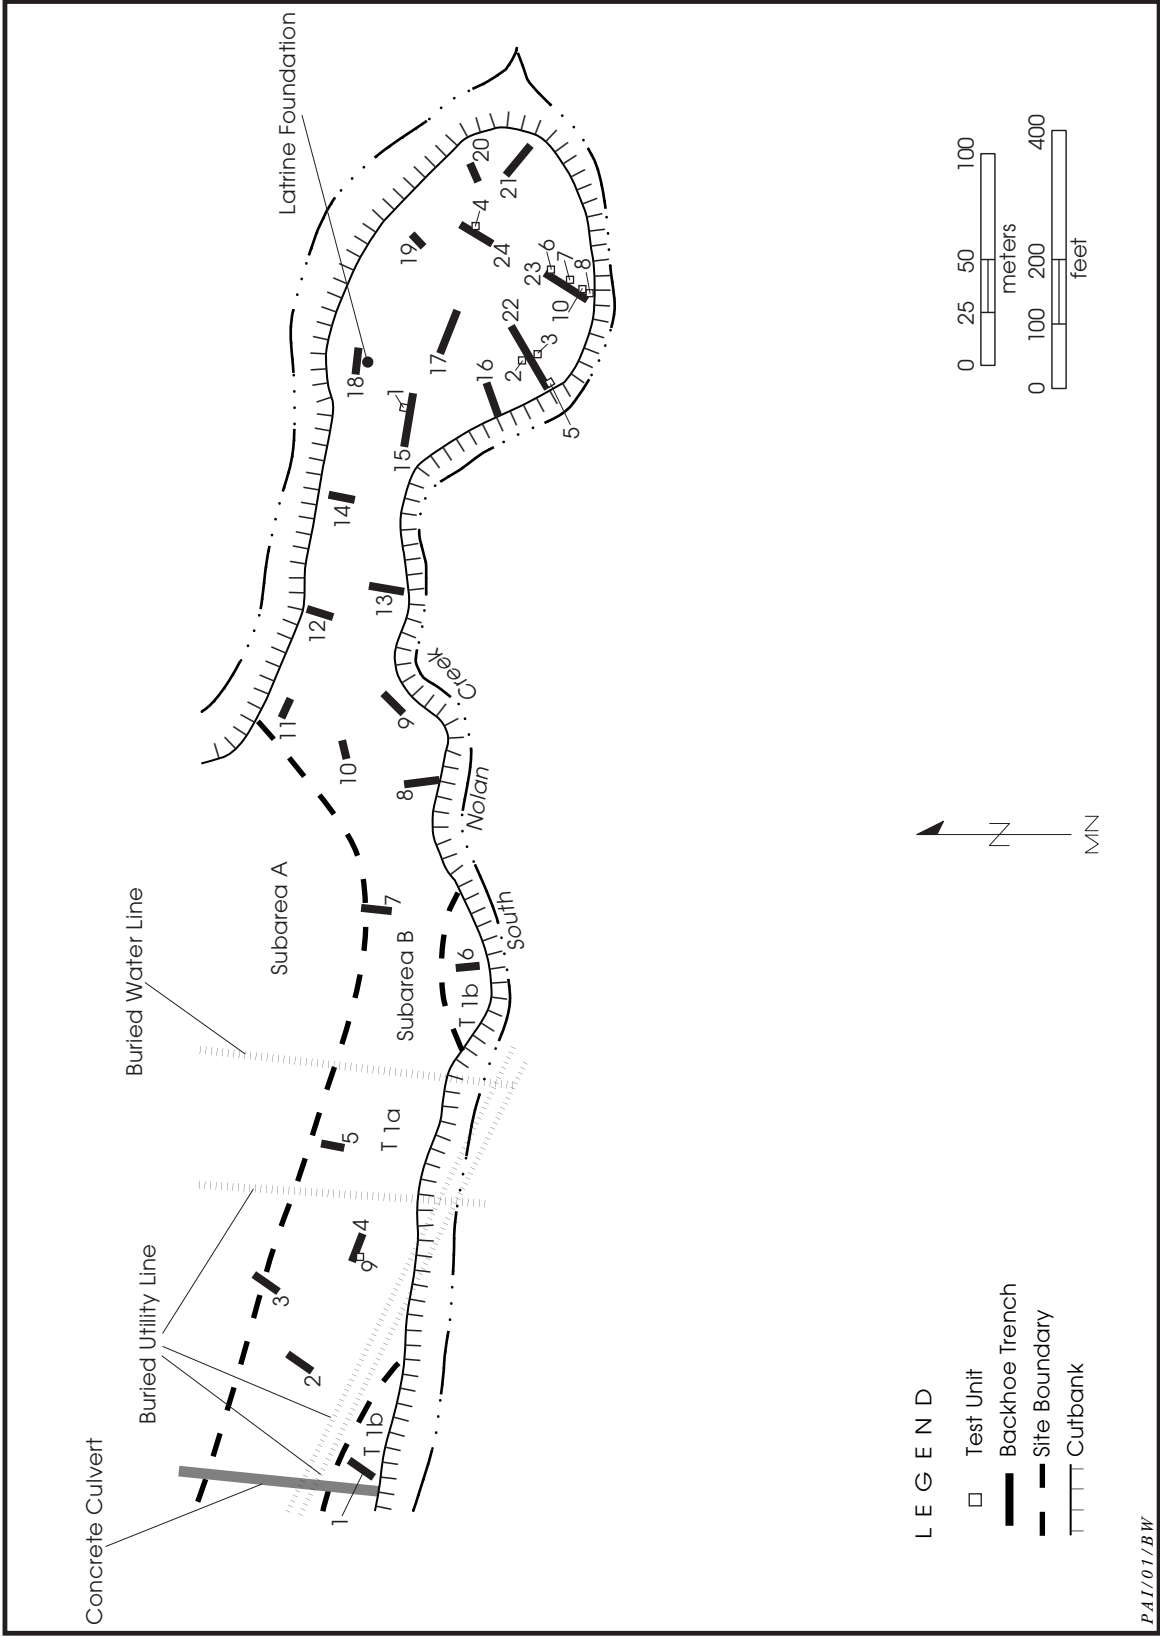 Concrete Culvert
Buried Utility Line
Buried Water Line
Latrine Foundation
Subarea A
Subarea B
T 1a
T 1b
T 1b
South
Nolan
Creek
1
2
3
4
9
5
6
7
8
9
10
11
12
13
14
15
1
16
17
18
19
20
21
22
2
3
5
23
6
7
8
10
24
4
LEGEND
Test Unit
Backhoe Trench
Site Boundary
Cutbank
N
MN
0 25 50 100
meters
0 100 200 400
feet
PAI/01/BW